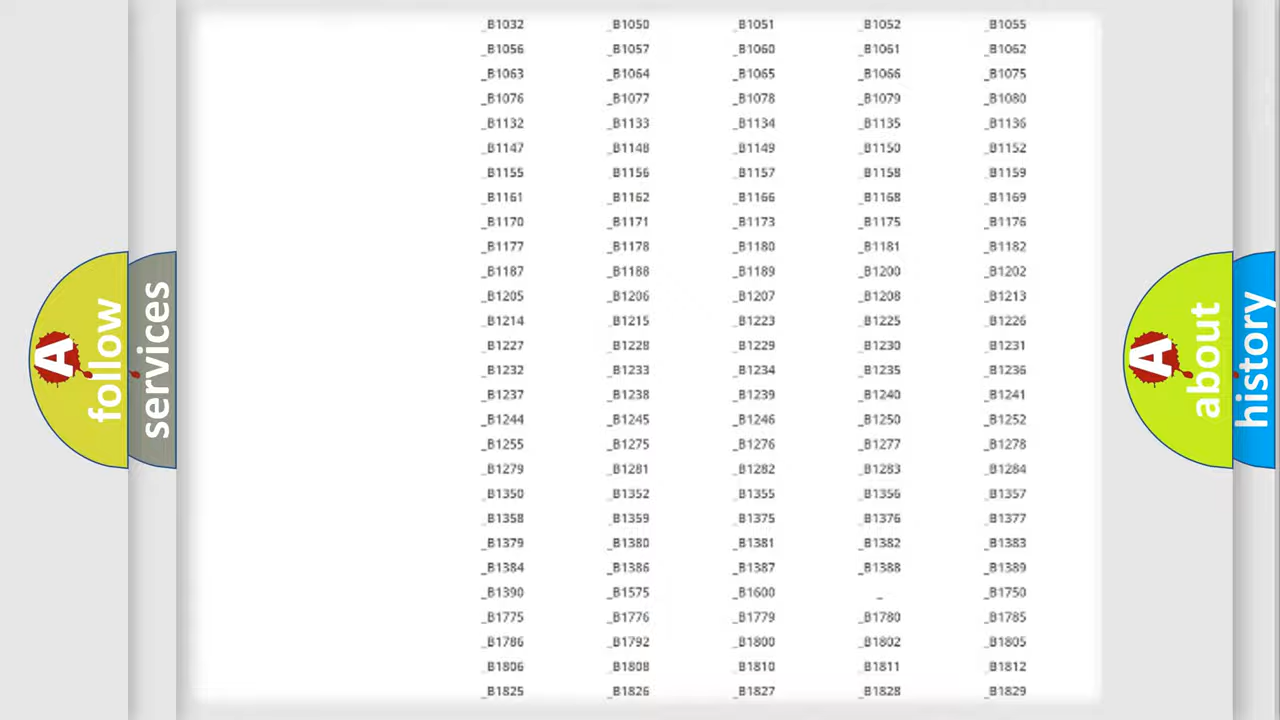 _B1032 _B1050 _B1051 _B1052 _B1055
_B1056 _B1057 _B1060 _B1061 _B1062
_B1063 _B1064 _B1065 _B1066 _B1075
_B1076 _B1077 _B1078 _B1079 _B1080
_B1132 _B1133 _B1134 _B1135 _B1136
_B1147 _B1148 _B1149 _B1150 _B1152
_B1155 _B1156 _B1157 _B1158 _B1159
_B1161 _B1162 _B1166 _B1168 _B1169
_B1170 _B1171 _B1173 _B1175 _B1176
_B1177 _B1178 _B1180 _B1181 _B1182
_B1187 _B1188 _B1189 _B1200 _B1202
_B1205 _B1206 _B1207 _B1208 _B1213
_B1214 _B1215 _B1223 _B1225 _B1226
_B1227 _B1228 _B1229 _B1230 _B1231
_B1232 _B1233 _B1234 _B1235 _B1236
_B1237 _B1238 _B1239 _B1240 _B1241
_B1244 _B1245 _B1246 _B1250 _B1252
_B1255 _B1275 _B1276 _B1277 _B1278
_B1279 _B1281 _B1282 _B1283 _B1284
_B1350 _B1352 _B1355 _B1356 _B1357
_B1358 _B1359 _B1375 _B1376 _B1377
_B1379 _B1380 _B1381 _B1382 _B1383
_B1384 _B1386 _B1387 _B1388 _B1389
_B1390 _B1575 _B1600 _ _B1750
_B1775 _B1776 _B1779 _B1780 _B1785
_B1786 _B1792 _B1800 _B1802 _B1805
_B1806 _B1808 _B1810 _B1811 _B1812
_B1825 _B1826 _B1827 _B1828 _B1829
A
follow
services
A
about
history